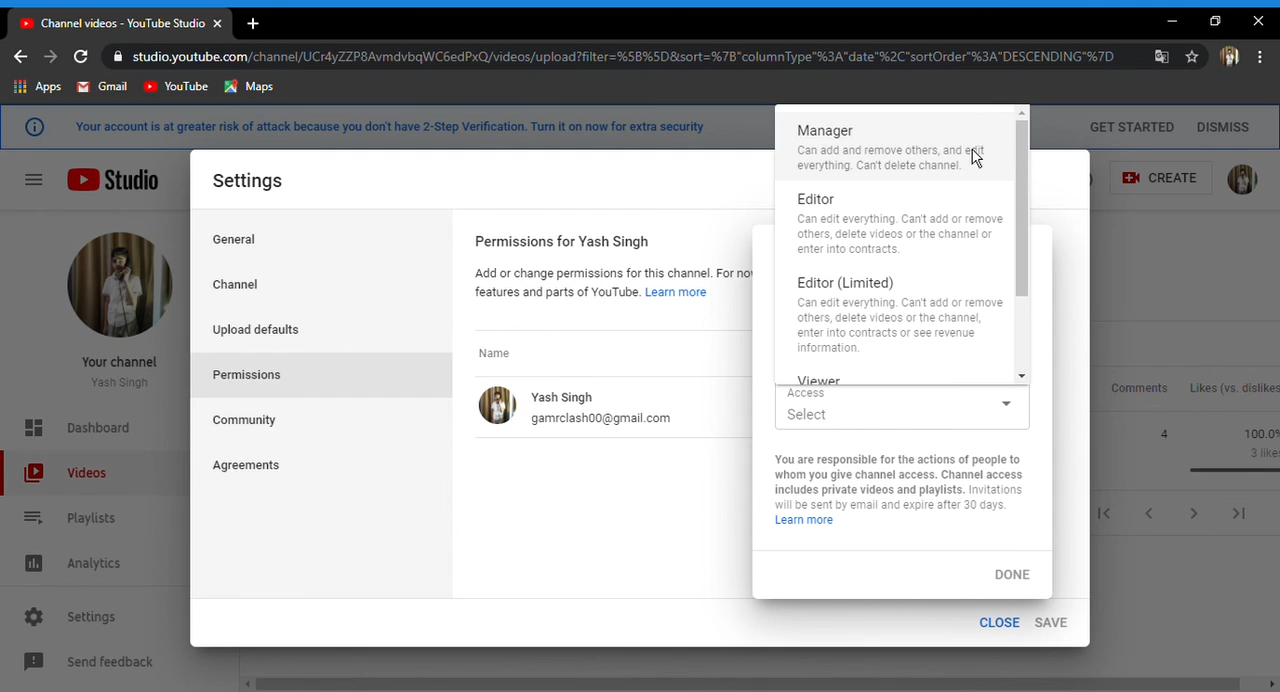 Channel videos - YouTube Studio
studio.youtube.com/channel/UCr4yZZP8AvmdvbqWC6edPxQ/videos/upload?filter=%5B%5D&sort=%7B"columnType"%3A"date"%2C"sortOrder"%3A"DESCENDING"%7D
Apps Gmail YouTube Maps
Your account is at greater risk of attack because you don't have 2-Step Verification. Turn it on now for extra security
GET STARTED DISMISS
Studio
CREATE
Your channel
Yash Singh
Dashboard
Videos
Playlists
Analytics
Settings
Send feedback
Settings
General
Channel
Upload defaults
Permissions
Community
Agreements
Permissions for Yash Singh
Add or change permissions for this channel. For now
features and parts of YouTube. Learn more
Name
Yash Singh
gamrclash00@gmail.com
Manager
Can add and remove others, and edit
everything. Can't delete channel.
Editor
Can edit everything. Can't add or remove
others, delete videos or the channel or
enter into contracts.
Editor (Limited)
Can edit everything. Can't add or remove
others, delete videos or the channel,
enter into contracts or see revenue
information.
Viewer
Access
Select
You are responsible for the actions of people to
whom you give channel access. Channel access
includes private videos and playlists. Invitations
will be sent by email and expire after 30 days.
Learn more
DONE
CLOSE SAVE
Comments Likes (vs. dislikes
4 100.0%
3 likes